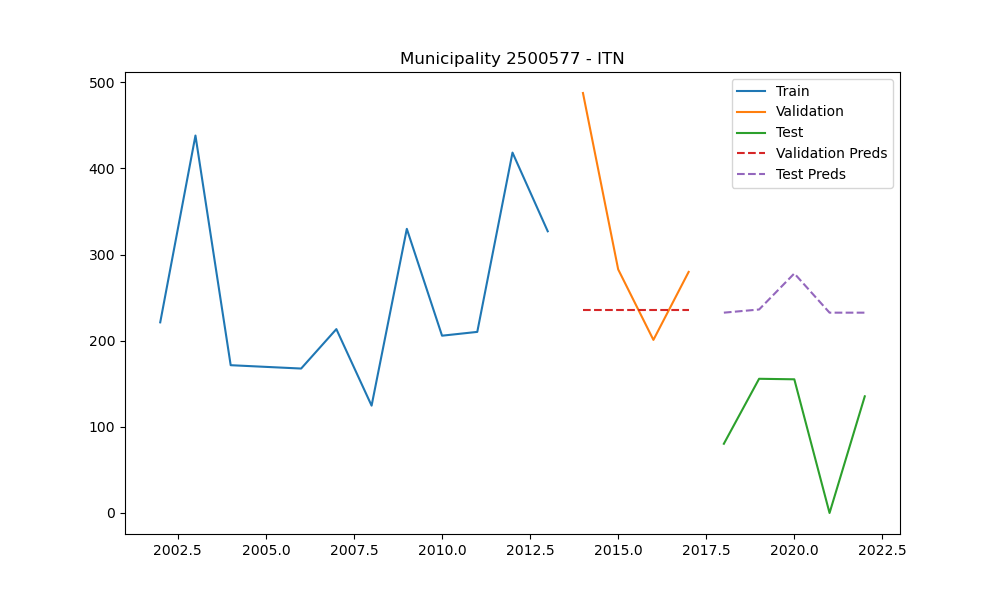 Municipality 2500577 - ITN
500
400
300
200
100
0
Train
Validation
Test
Validation Preds
Test Preds
2002.5 2005.0 2007.5 2010.0 2012.5 2015.0 2017.5 2020.0 2022.5